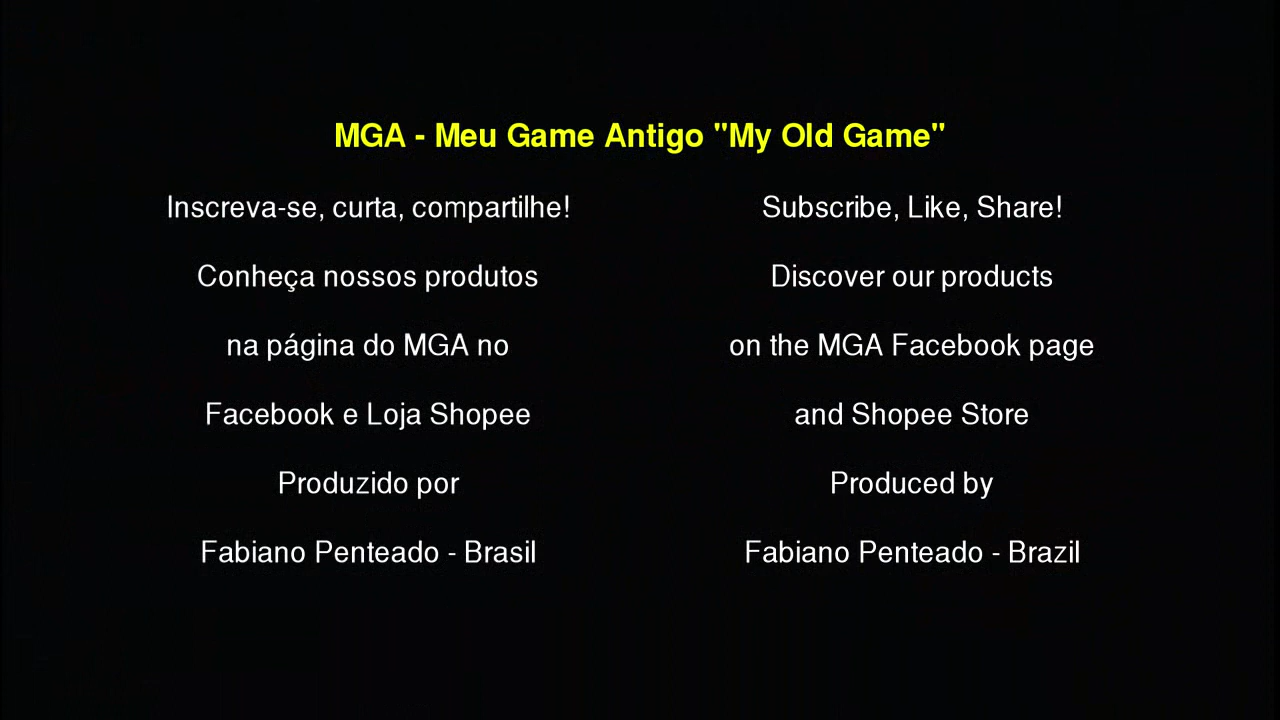 MGA - Meu Game Antigo "My Old Game"
Inscreva-se, curta, compartilhe!
Conheça nossos produtos
na página do MGA no
Facebook e Loja Shopee
Produzido por
Fabiano Penteado - Brasil
Subscribe, Like, Share!
Discover our products
on the MGA Facebook page
and Shopee Store
Produced by
Fabiano Penteado - Brazil